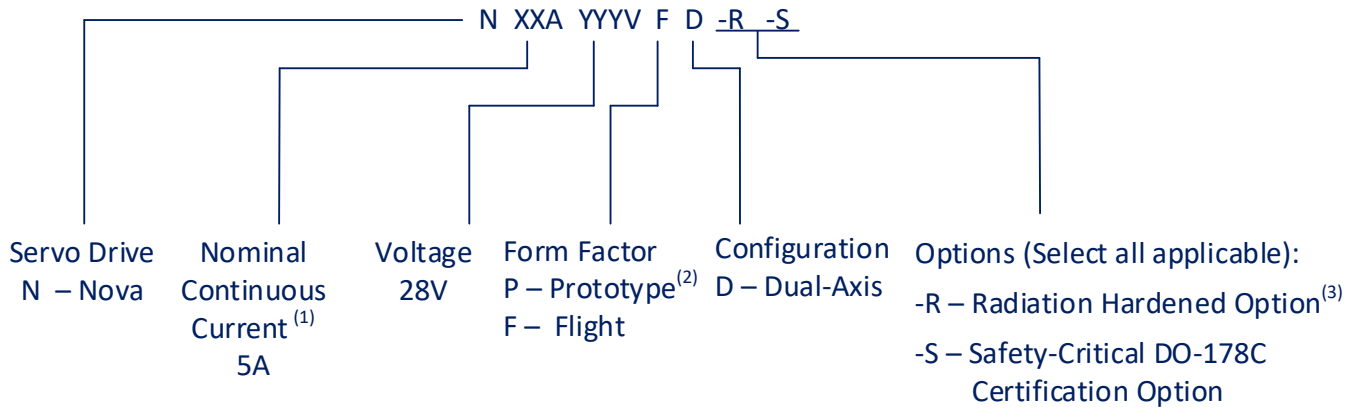 N XXA YYYV F D -R -S
Servo Drive
N – Nova
Nominal
Continuous
Current (1)
5A
Voltage
28V
Form Factor
P – Prototype(2)
F – Flight
Configuration
D – Dual-Axis
Options (Select all applicable):
-R – Radiation Hardened Option(3)
-S – Safety-Critical DO-178C
Certification Option